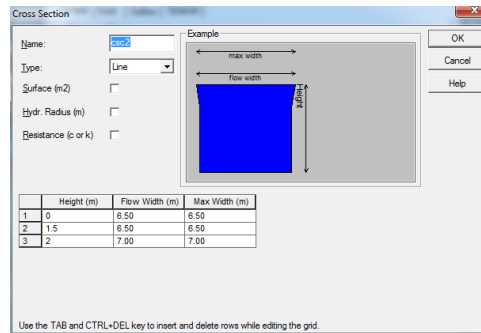 Cross Section
Name: csc2
Type: Line
Surface (m2)
Hydr. Radius (m)
Resistance (c or k)
Example
max width
flow width
Height
OK
Cancel
Help
Height (m) Flow Width (m) Max Width (m)
1 0 6.50 6.50
2 1.5 6.50 6.50
3 2 7.00 7.00
Use the TAB and CTRL+DEL key to insert and delete rows while editing the grid.